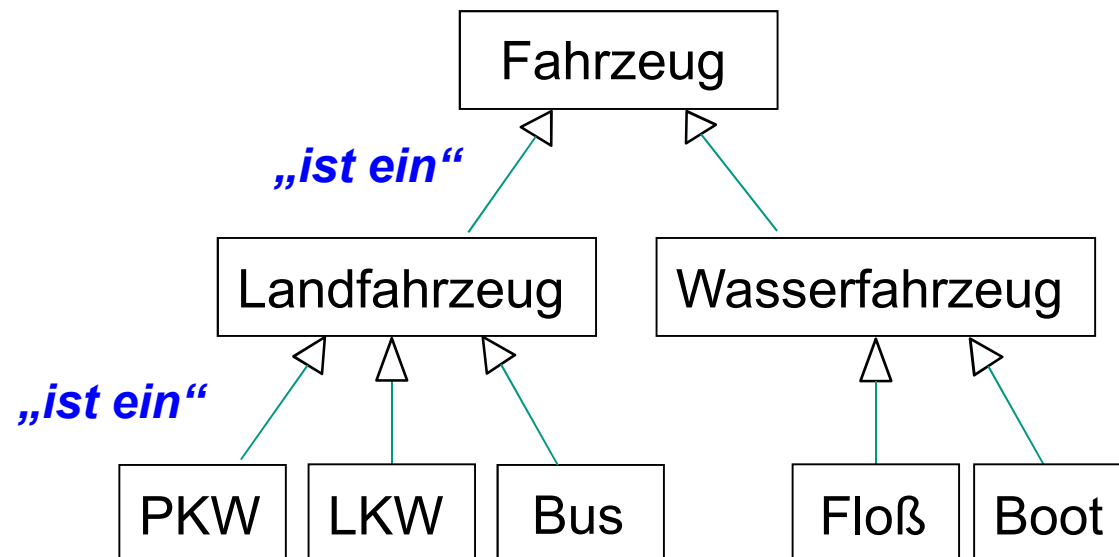 Fahrzeug
„ist ein“
Landfahrzeug
Wasserfahrzeug
„ist ein“
PKW
LKW
Bus
Floß
Boot